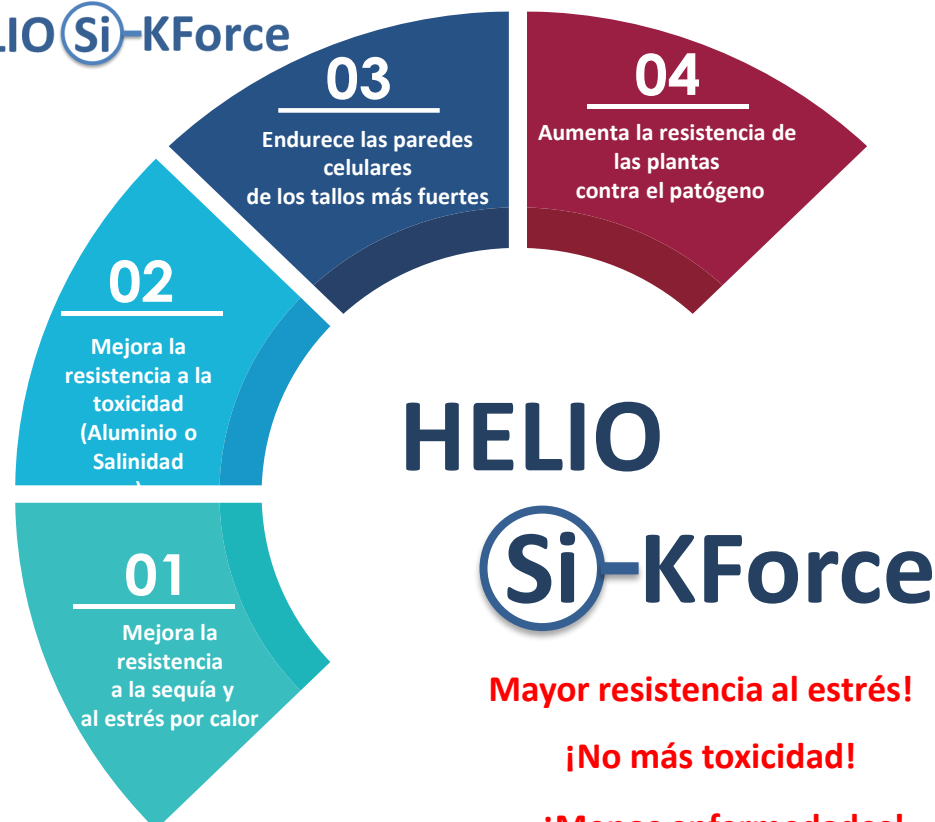 LIO Si-KForce
03
Endurece las paredes
celulares
de los tallos más fuertes
04
Aumenta la resistencia de
las plantas
contra el patógeno
02
Mejora la
resistencia a la
toxicidad
(Aluminio o
Salinidad
)
01
Mejora la
resistencia
a la sequía y
al estrés por calor
HELIO
Si-KForce
Mayor resistencia al estrés!
¡No más toxicidad!
¡Menos enfermedades!